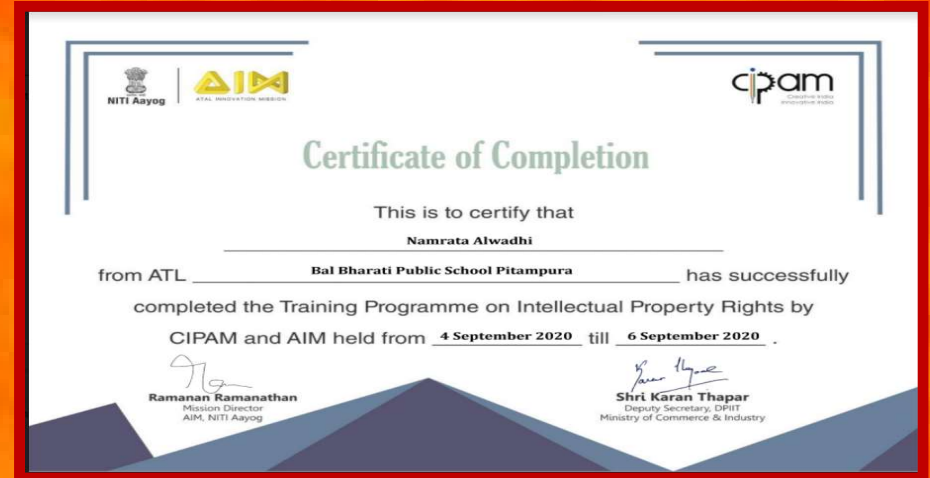 NITI Aayog
AIM
ATAL INNOVATION MISSION
cipam
Creative India
Innovative India
Certificate of Completion
This is to certify that
Namrata Alwadhi
from ATL Bal Bharati Public School Pitampura has successfully
completed the Training Programme on Intellectual Property Rights by
CIPAM and AIM held from 4 September 2020 till 6 September 2020 .
Ramanan Ramanathan
Mission Director
AIM, NITI Aayog
Karan Thapar
Shri Karan Thapar
Deputy Secretary, DPIIT
Ministry of Commerce & Industry